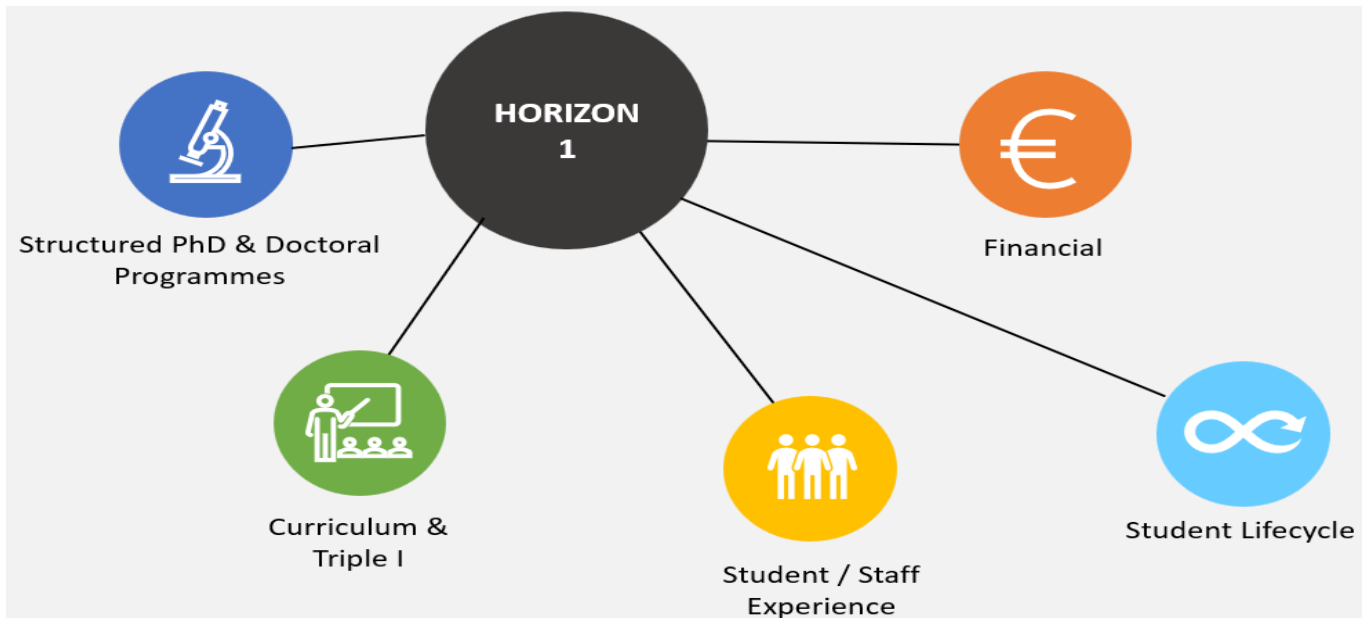 HORIZON
1
Structured PhD & Doctoral
Programmes
Financial
Curriculum &
Triple I
Student / Staff
Experience
Student Lifecycle